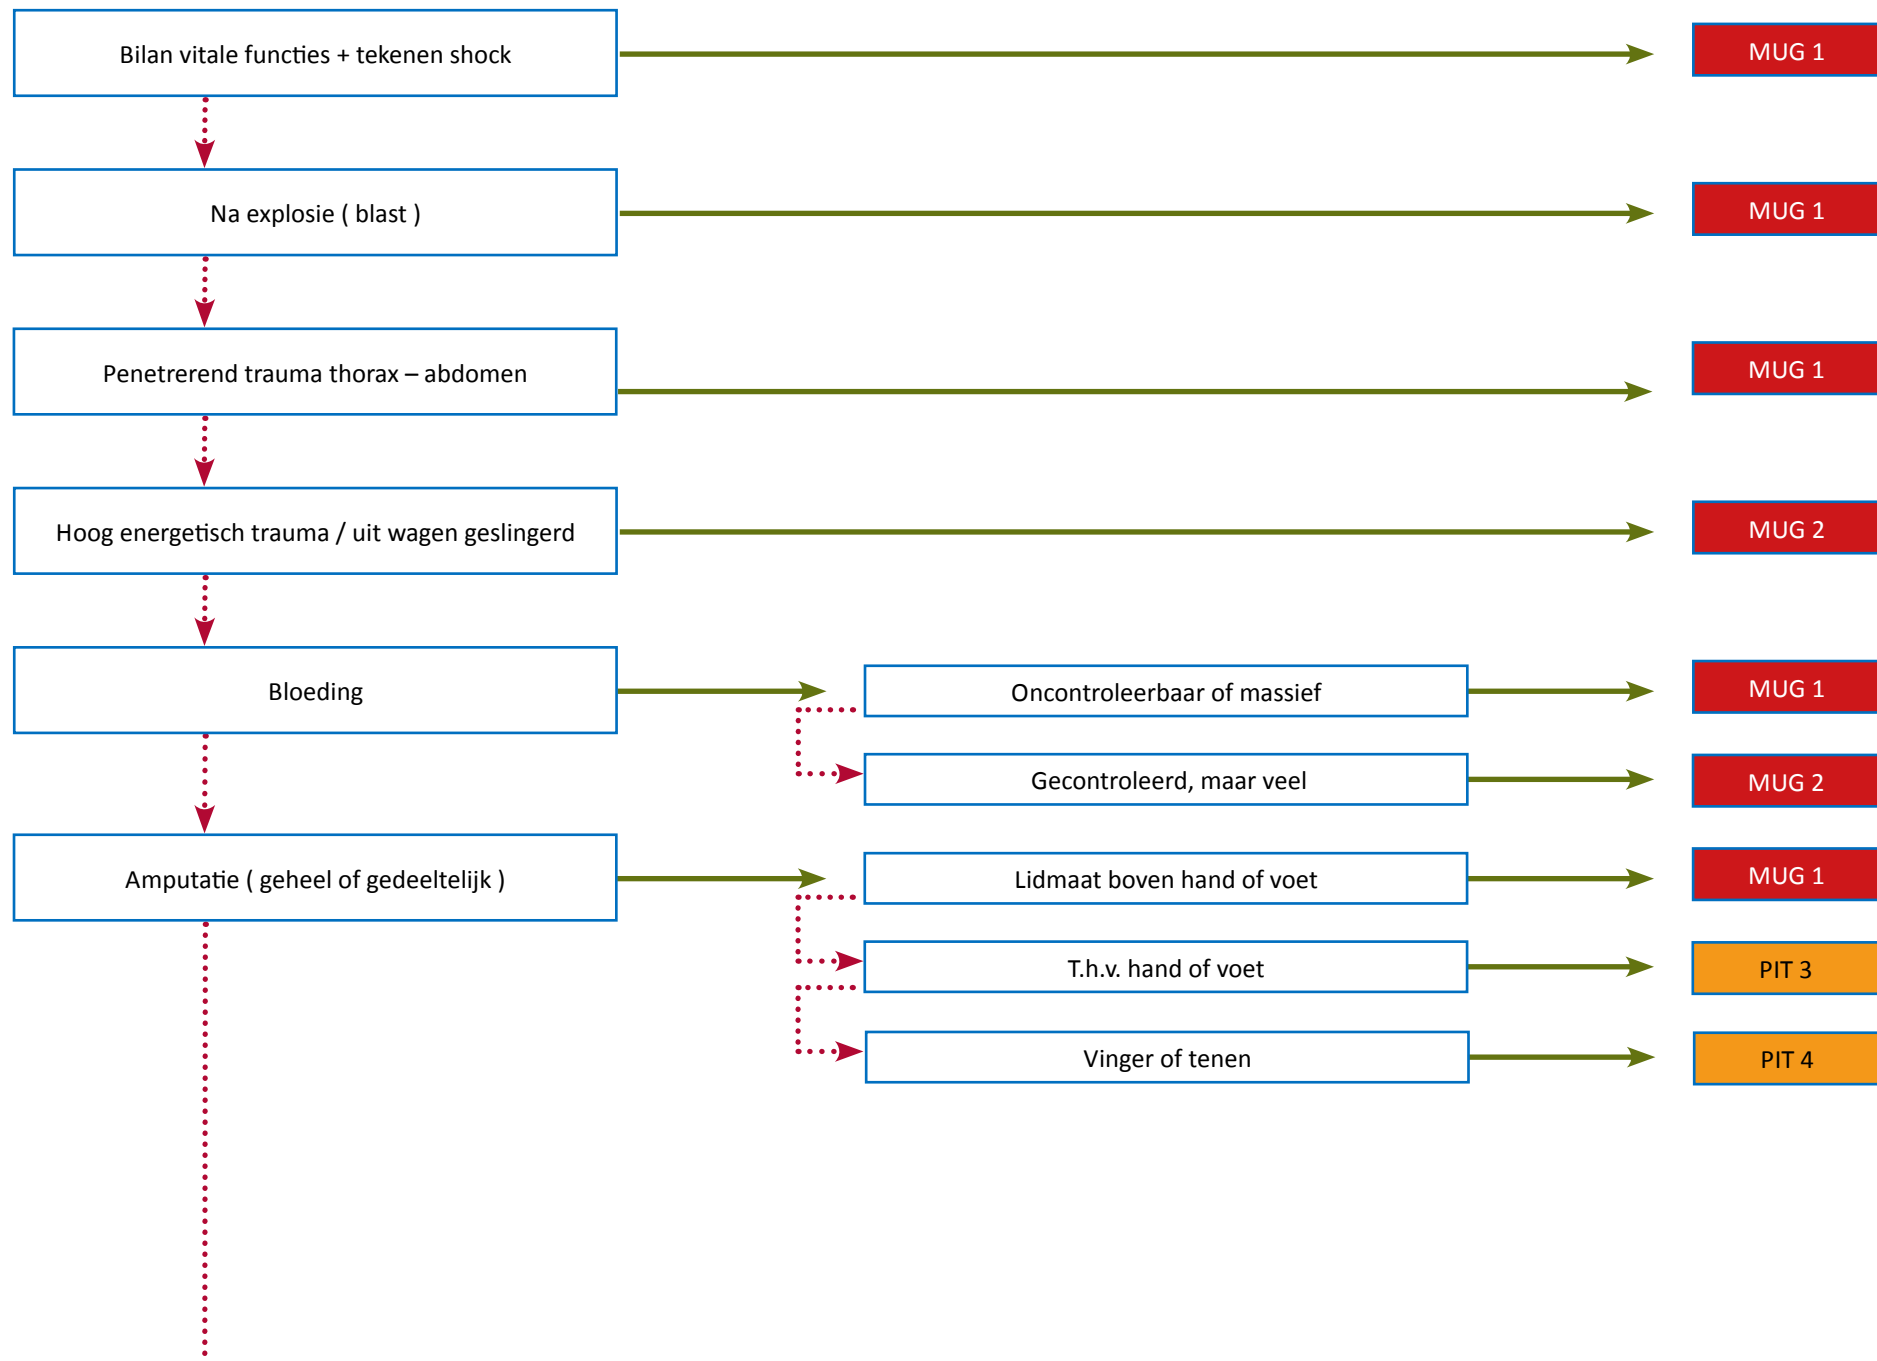 Bilan vitale functies + tekenen shock
MUG 1
Na explosie ( blast )
MUG 1
Penetrerend trauma thorax – abdomen
MUG 1
Hoog energetisch trauma / uit wagen geslingerd
MUG 2
Bloeding
Oncontroleerbaar of massief
MUG 1
Gecontroleerd, maar veel
MUG 2
Amputatie ( geheel of gedeeltelijk )
Lidmaat boven hand of voet
MUG 1
T.h.v. hand of voet
PIT 3
Vinger of tenen
PIT 4